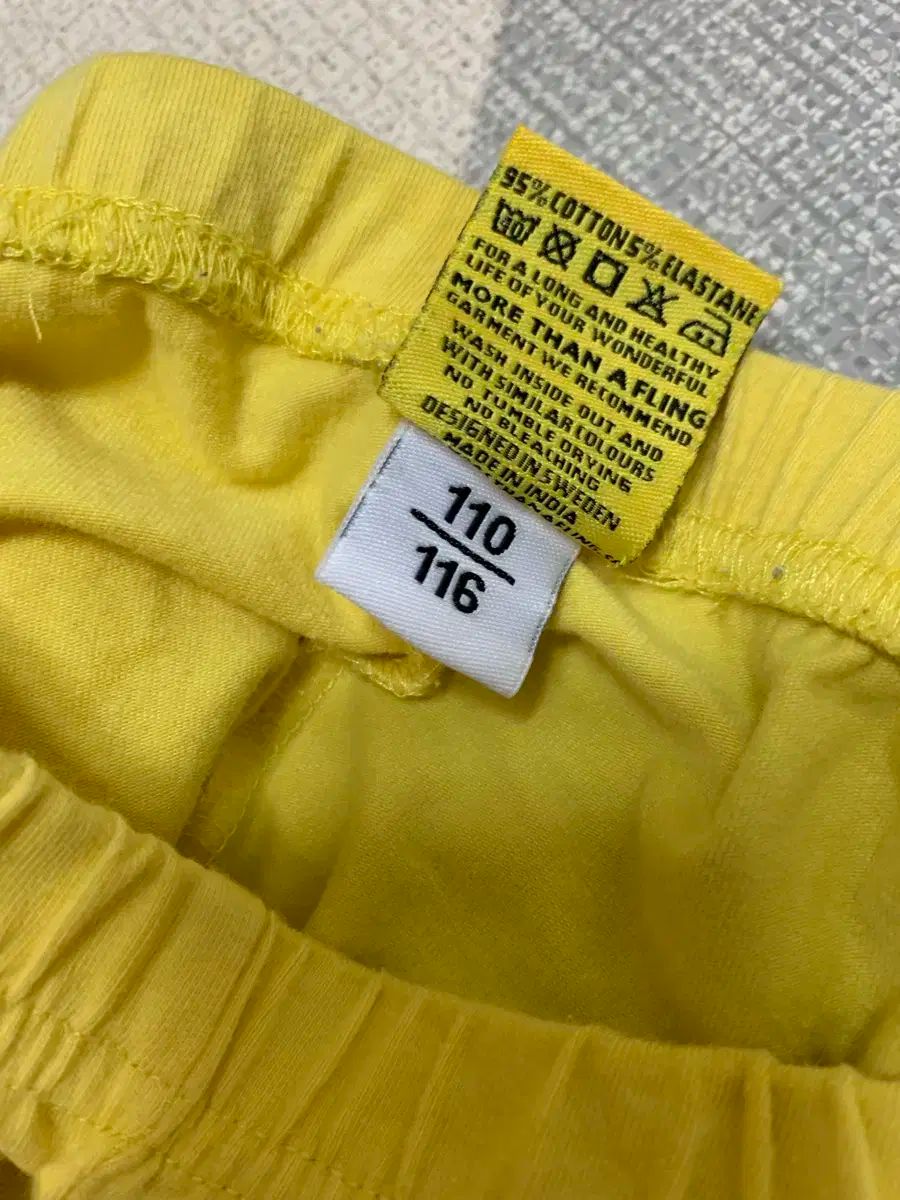 95% COTTON 5% ELASTANE
FOR A LONG AND HEALTHY
LIFE OF YOUR WONDERFUL
MORE THAN A FLING
GARMENT WE RECOMMEND
WASH INSIDE OUT AND
WITH SIMILAR COLOURS
NO TUMBLE DRYING
NO BLEACHING
DESIGNED IN SWEDEN
MADE IN INDIA
110
116